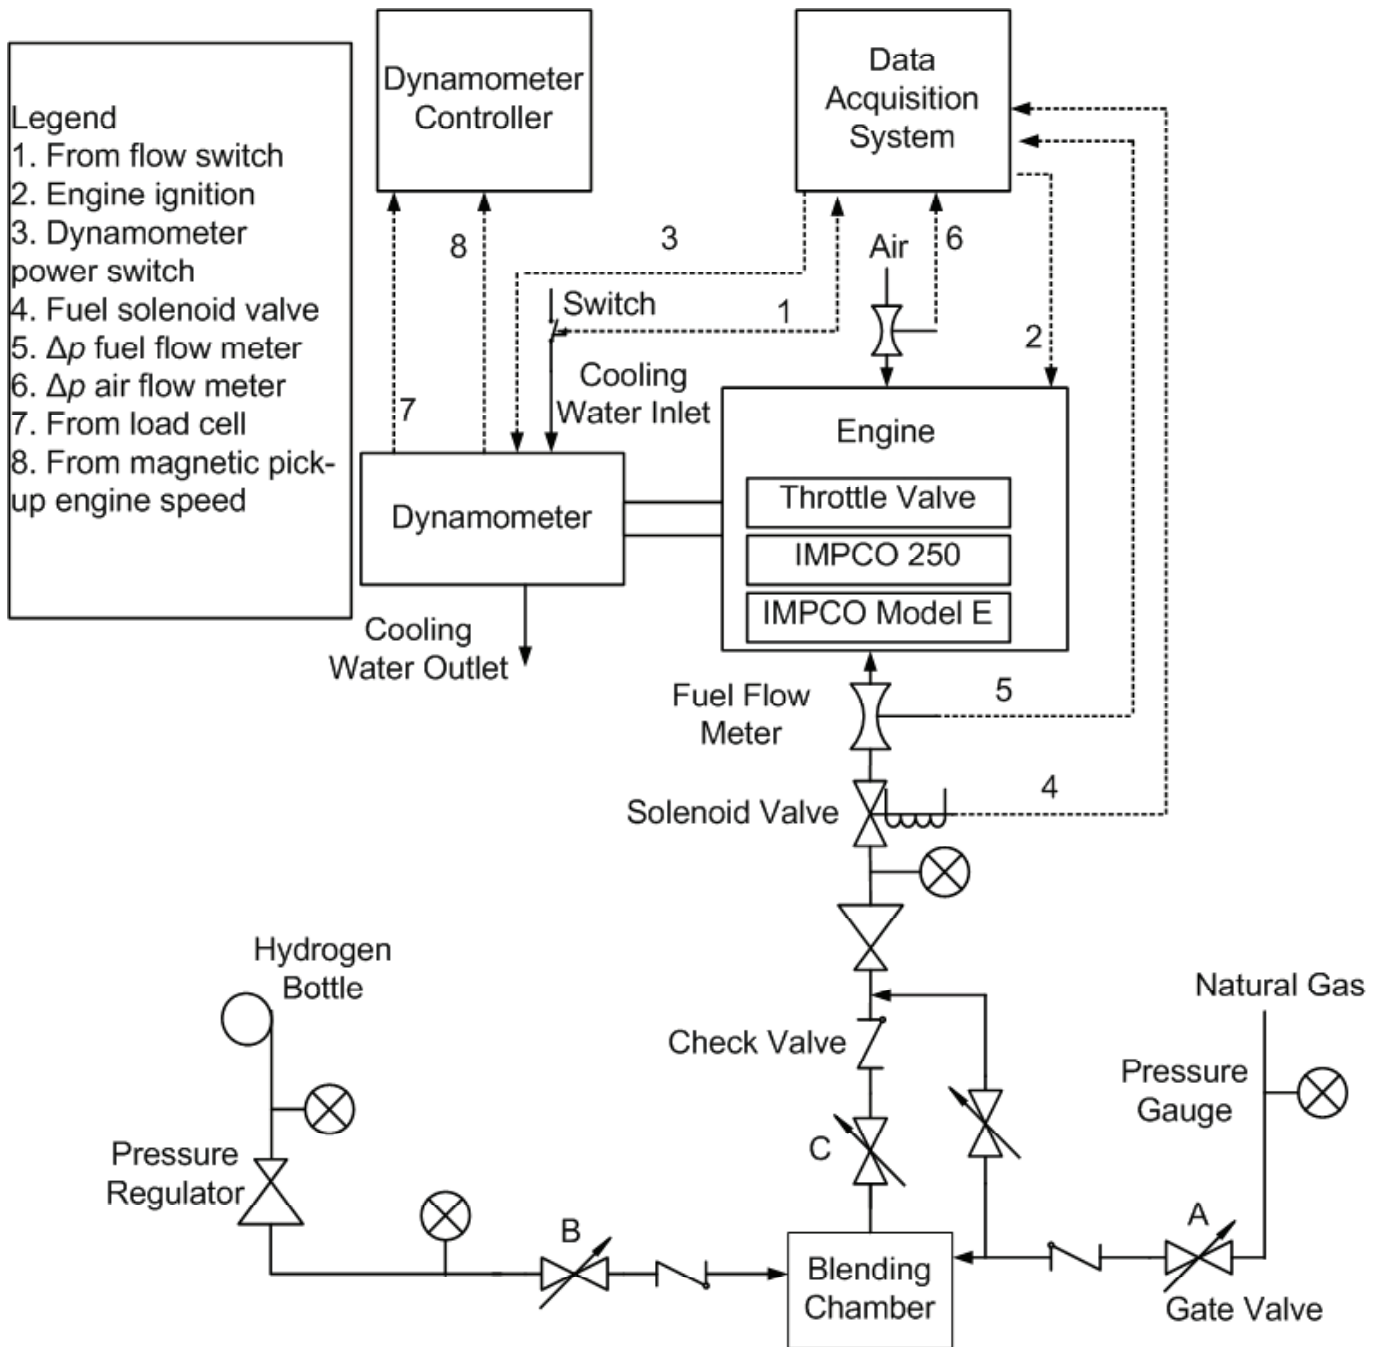 Legend
1. From flow switch
2. Engine ignition
3. Dynamometer
power switch
4. Fuel solenoid valve
5. Δp fuel flow meter
6. Δp air flow meter
7. From load cell
8. From magnetic pick-
up engine speed
Dynamometer
Controller
Data
Acquisition
System
8
3
Air
6
Switch
1
2
7
Cooling
Water Inlet
Engine
Dynamometer
Throttle Valve
IMPCO 250
IMPCO Model E
Cooling
Water Outlet
Fuel Flow
Meter
5
Solenoid Valve
4
Hydrogen
Bottle
Natural Gas
Check Valve
Pressure
Gauge
C
Pressure
Regulator
B
A
Blending
Chamber
Gate Valve